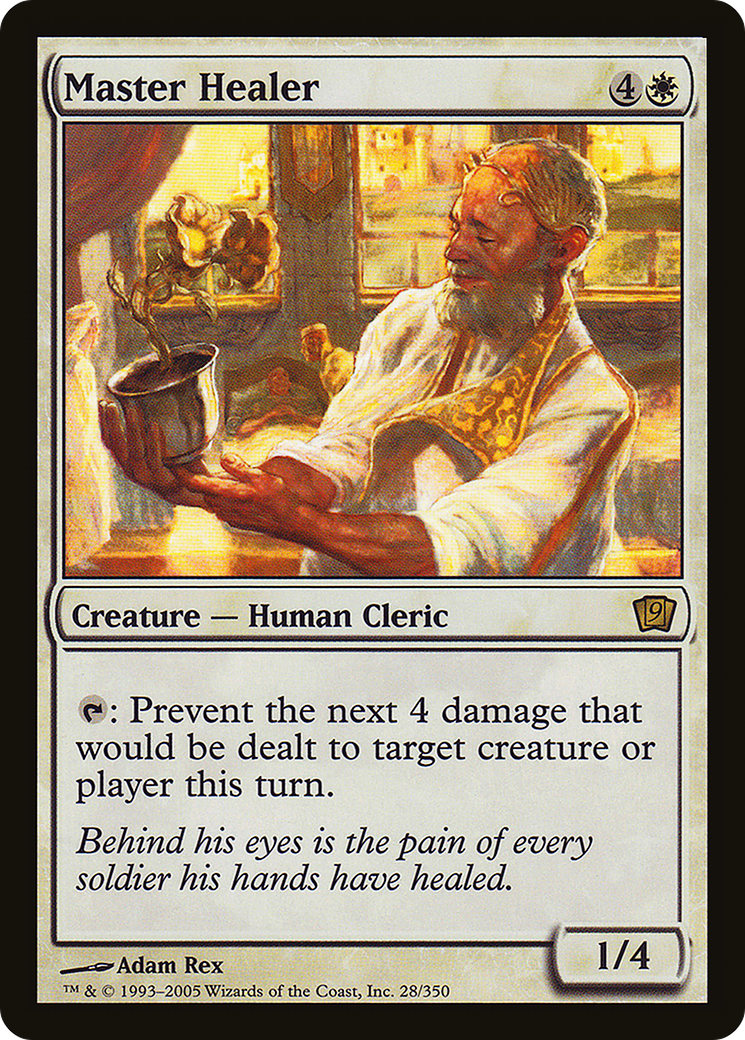 Master Healer
4
Creature — Human Cleric
9
: Prevent the next 4 damage that
would be dealt to target creature or
player this turn.
Behind his eyes is the pain of every
soldier his hands have healed.
1/4
Adam Rex
™ & © 1993–2005 Wizards of the Coast, Inc. 28/350